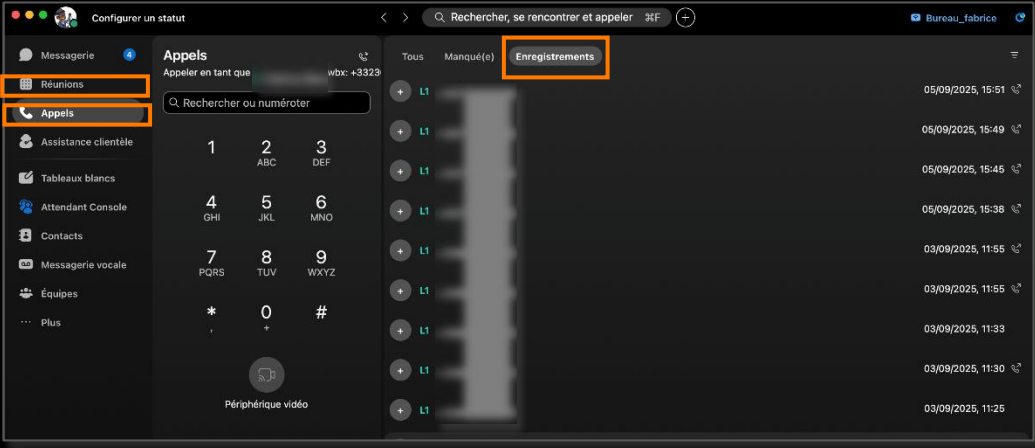 Configurer un statut
Rechercher, se rencontrer et appeler ⌘F
Bureau_fabrice
Messagerie 4
Réunions
Appels
Assistance clientèle
Tableaux blancs
Attendant Console
Contacts
Messagerie vocale
Équipes
Plus
Appels
Appeler en tant que wbx: +3323
Rechercher ou numéroter
1 2 3
ABC DEF
4 5 6
GHI JKL MNO
7 8 9
PQRS TUV WXYZ
* 0 #
, +
Périphérique vidéo
Tous Manqué(e) Enregistrements
L1 05/09/2025, 15:51
L1 05/09/2025, 15:49
L1 05/09/2025, 15:45
L1 05/09/2025, 15:38
L1 03/09/2025, 11:55
L1 03/09/2025, 11:55
L1 03/09/2025, 11:33
L1 03/09/2025, 11:30
L1 03/09/2025, 11:25